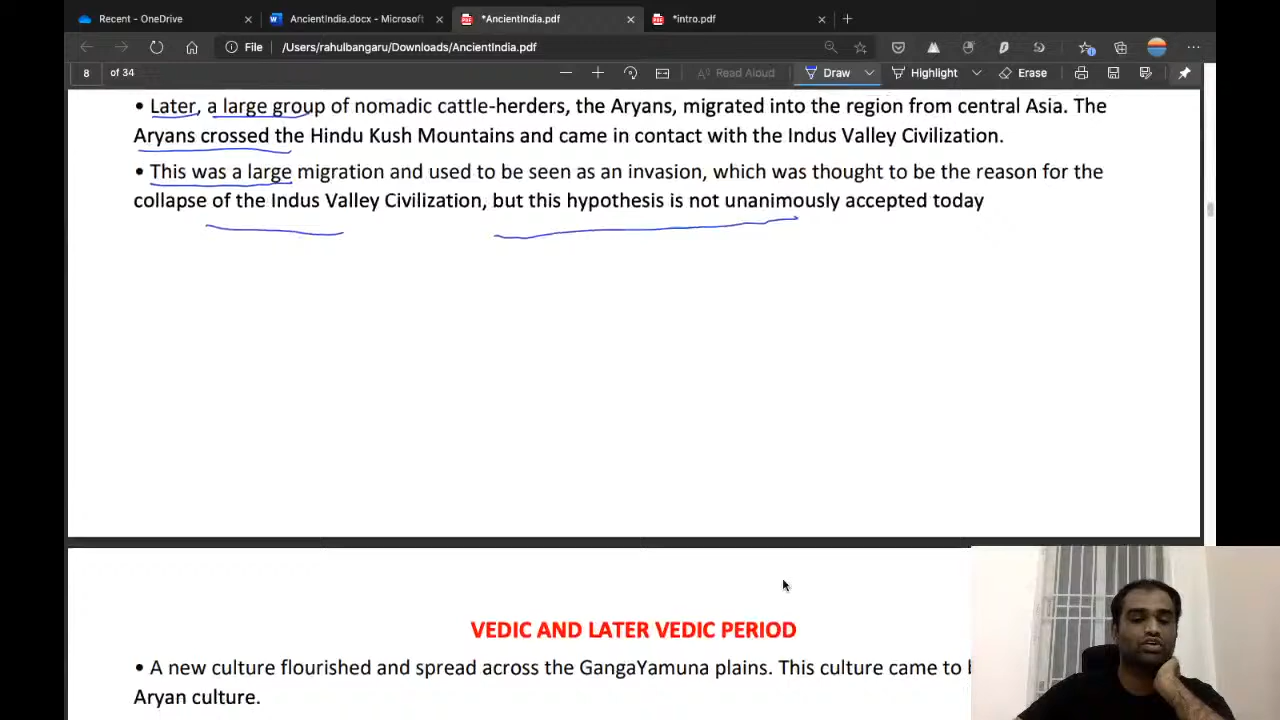 Recent - OneDrive
AncientIndia.docx - Microsoft
*AncientIndia.pdf
*intro.pdf
File
/Users/rahulbangaru/Downloads/AncientIndia.pdf
8 of 34
Read Aloud
Draw
Highlight
Erase
• Later, a large group of nomadic cattle-herders, the Aryans, migrated into the region from central Asia. The
Aryans crossed the Hindu Kush Mountains and came in contact with the Indus Valley Civilization.
• This was a large migration and used to be seen as an invasion, which was thought to be the reason for the
collapse of the Indus Valley Civilization, but this hypothesis is not unanimously accepted today
VEDIC AND LATER VEDIC PERIOD
• A new culture flourished and spread across the GangaYamuna plains. This culture came to
Aryan culture.